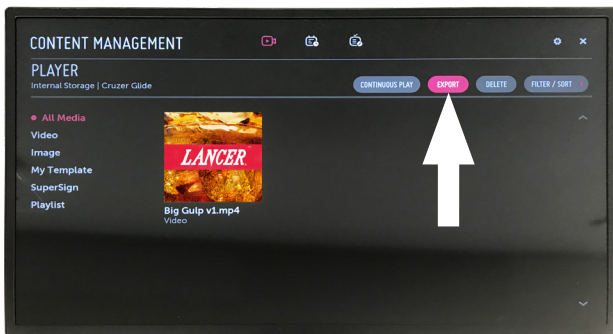 CONTENT MANAGEMENT
PLAYER
Internal Storage | Cruzer Glide
CONTINUOUS PLAY
EXPORT
DELETE
FILTER / SORT
All Media
Video
Image
My Template
SuperSign
Playlist
LANCER
Big Gulp v1.mp4
Video